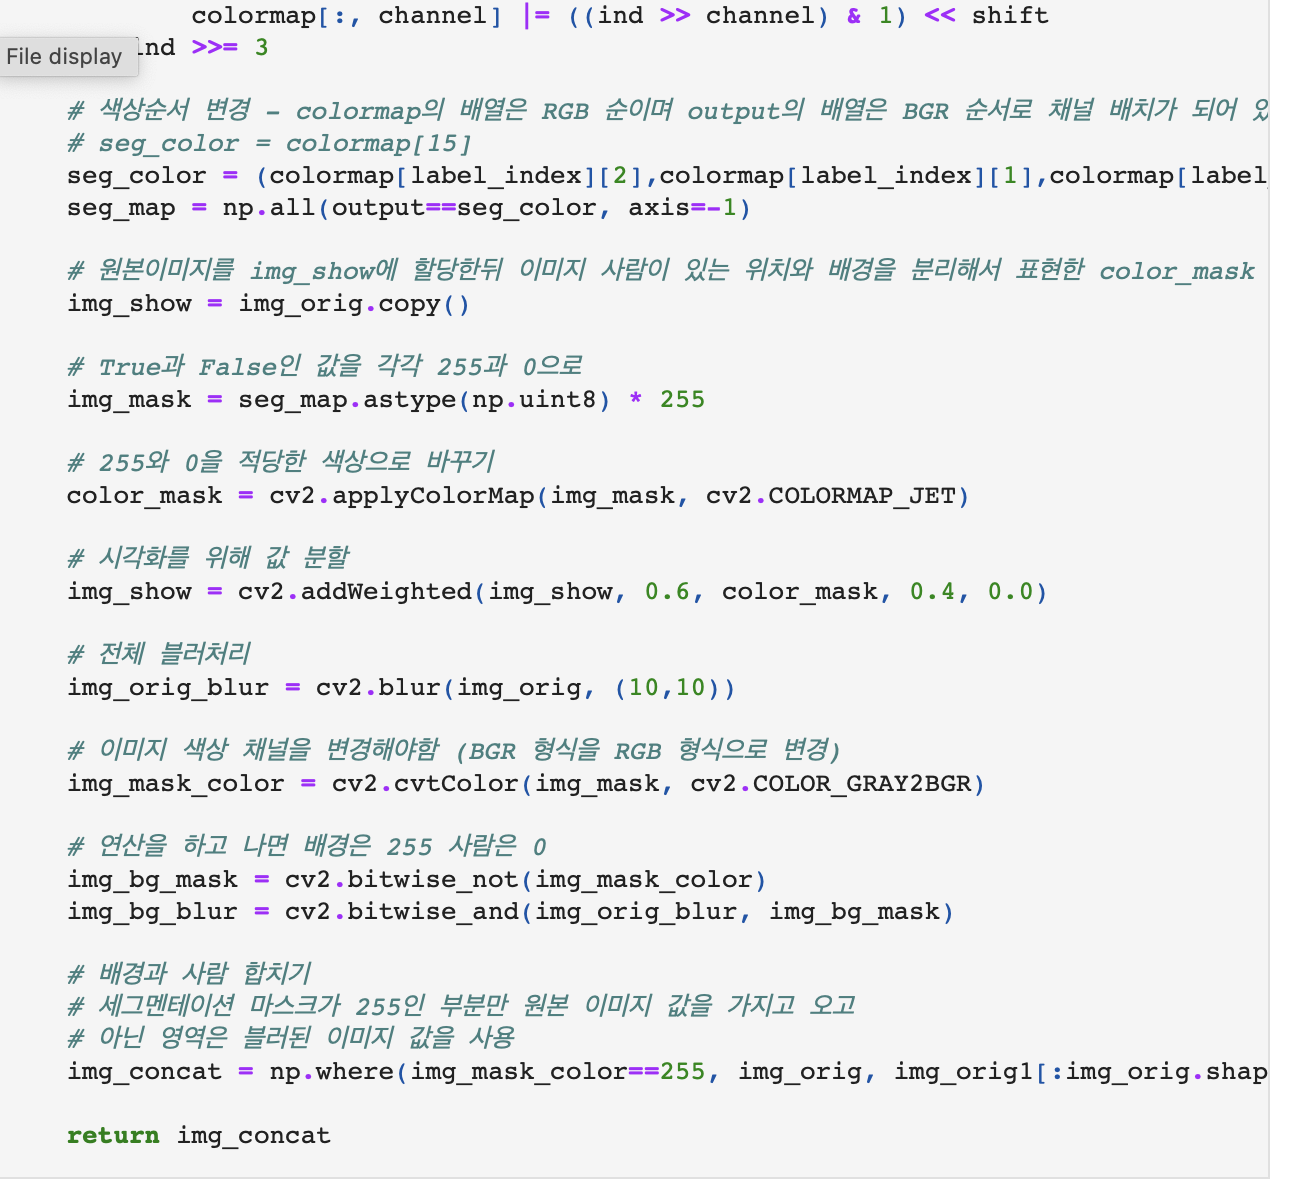 colormap[:, channel] |= ((ind >> channel) & 1) << shift
ind >>= 3
File display
# 색상순서 변경 - colormap의 배열은 RGB 순이며 output의 배열은 BGR 순서로 채널 배치가 되어
# seg_color = colormap[15]
seg_color = (colormap[label_index][2],colormap[label_index][1],colormap[label_
seg_map = np.all(output==seg_color, axis=-1)
# 원본이미지를 img_show에 할당한뒤 이미지 사람이 있는 위치와 배경을 분리해서 표현한 color_mask
img_show = img_orig.copy()
# True과 False인 값을 각각 255과 0으로
img_mask = seg_map.astype(np.uint8) * 255
# 255와 0을 적당한 색상으로 바꾸기
color_mask = cv2.applyColorMap(img_mask, cv2.COLORMAP_JET)
# 시각화를 위해 값 분할
img_show = cv2.addWeighted(img_show, 0.6, color_mask, 0.4, 0.0)
# 전체 블러처리
img_orig_blur = cv2.blur(img_orig, (10,10))
# 이미지 색상 채널을 변경해야함 (BGR 형식을 RGB 형식으로 변경)
img_mask_color = cv2.cvtColor(img_mask, cv2.COLOR_GRAY2BGR)
# 연산을 하고 나면 배경은 255 사람은 0
img_bg_mask = cv2.bitwise_not(img_mask_color)
img_bg_blur = cv2.bitwise_and(img_orig_blur, img_bg_mask)
# 배경과 사람 합치기
# 세그멘테이션 마스크가 255인 부분만 원본 이미지 값을 가지고 오고
# 아닌 영역은 블러된 이미지 값을 사용
img_concat = np.where(img_mask_color==255, img_orig, img_orig1[:img_orig.shap
return img_concat